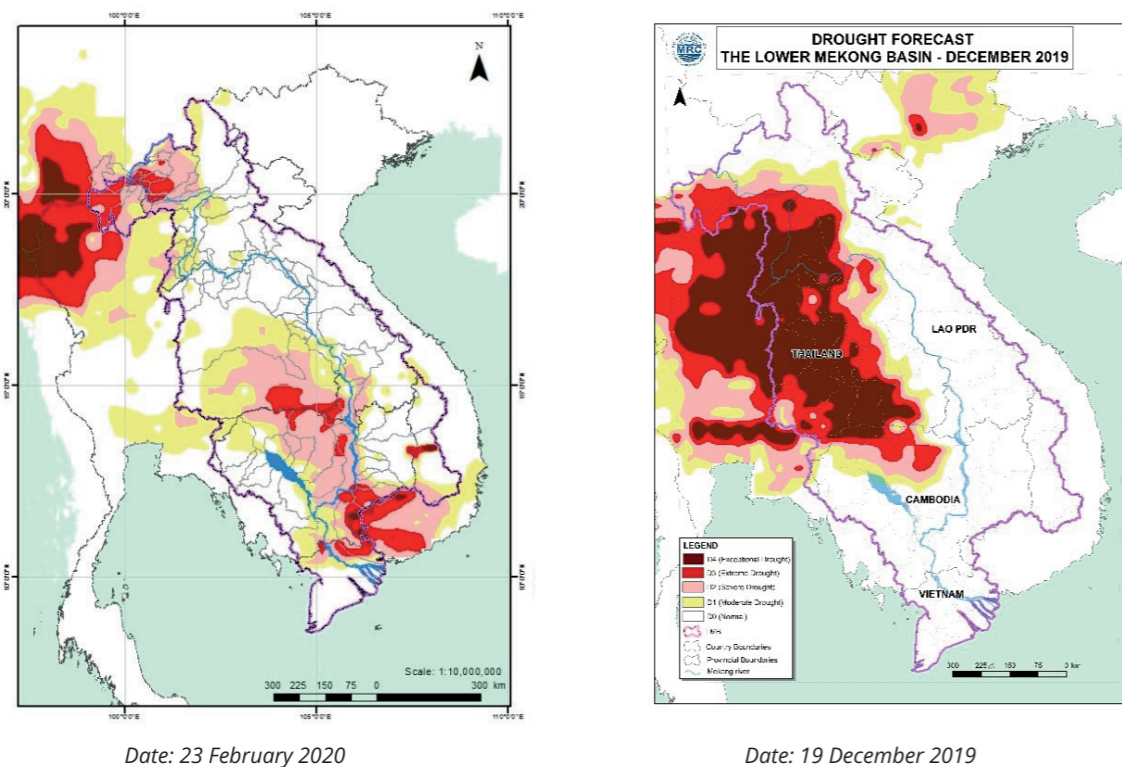 100°0'0"E
105°0'0"E
110°0'0"E
N
Scale: 1:10,000,000
300 225 150 75 0 300 km
100°0'0"E
105°0'0"E
110°0'0"E
Date: 23 February 2020
MRC
DROUGHT FORECAST
THE LOWER MEKONG BASIN - DECEMBER 2019
LAO PDR
THAILAND
CAMBODIA
VIETNAM
LEGEND
D4 (Exceptional Drought)
D3 (Extreme Drought)
D2 (Severe Drought)
D1 (Moderate Drought)
D0 (Normal)
LMB
Country Boundaries
Provincial Boundaries
Mekong river
300 225 150 75 0 km
Date: 19 December 2019